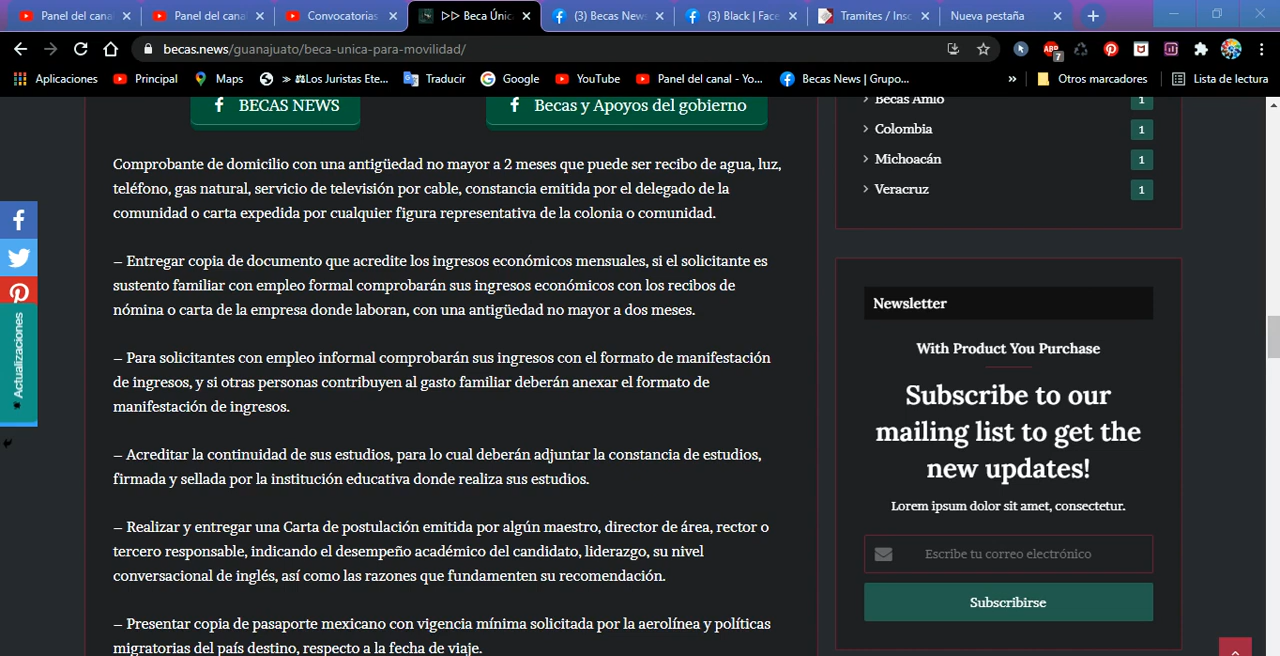 Panel del cana
Panel del canal
Convocatorias
▷▷ Beca Únic
(3) Becas News
(3) Black | Face
Tramites / Insc
Nueva pestaña
becas.news/guanajuato/beca-unica-para-movilidad/
ABP
7
Aplicaciones
Principal
Maps
» ⚖Los Juristas Ete...
Traducir
Google
YouTube
Panel del canal - Yo...
Becas News | Grupo...
»
Otros marcadores
Lista de lectura
BECAS NEWS
Becas y Apoyos del gobierno
Comprobante de domicilio con una antigüedad no mayor a 2 meses que puede ser recibo de agua, luz,
teléfono, gas natural, servicio de televisión por cable, constancia emitida por el delegado de la
comunidad o carta expedida por cualquier figura representativa de la colonia o comunidad.
– Entregar copia de documento que acredite los ingresos económicos mensuales, si el solicitante es
sustento familiar con empleo formal comprobarán sus ingresos económicos con los recibos de
nómina o carta de la empresa donde laboran, con una antigüedad no mayor a dos meses.
– Para solicitantes con empleo informal comprobarán sus ingresos con el formato de manifestación
de ingresos, y si otras personas contribuyen al gasto familiar deberán anexar el formato de
manifestación de ingresos.
– Acreditar la continuidad de sus estudios, para lo cual deberán adjuntar la constancia de estudios,
firmada y sellada por la institución educativa donde realiza sus estudios.
– Realizar y entregar una Carta de postulación emitida por algún maestro, director de área, rector o
tercero responsable, indicando el desempeño académico del candidato, liderazgo, su nivel
conversacional de inglés, así como las razones que fundamenten su recomendación.
– Presentar copia de pasaporte mexicano con vigencia mínima solicitada por la aerolínea y políticas
migratorias del país destino, respecto a la fecha de viaje.
Becas Amlo
1
Colombia
1
Michoacán
1
Veracruz
1
Newsletter
With Product You Purchase
Subscribe to our
mailing list to get the
new updates!
Lorem ipsum dolor sit amet, consectetur.
Escribe tu correo electrónico
Subscribirse
Actualizaciones